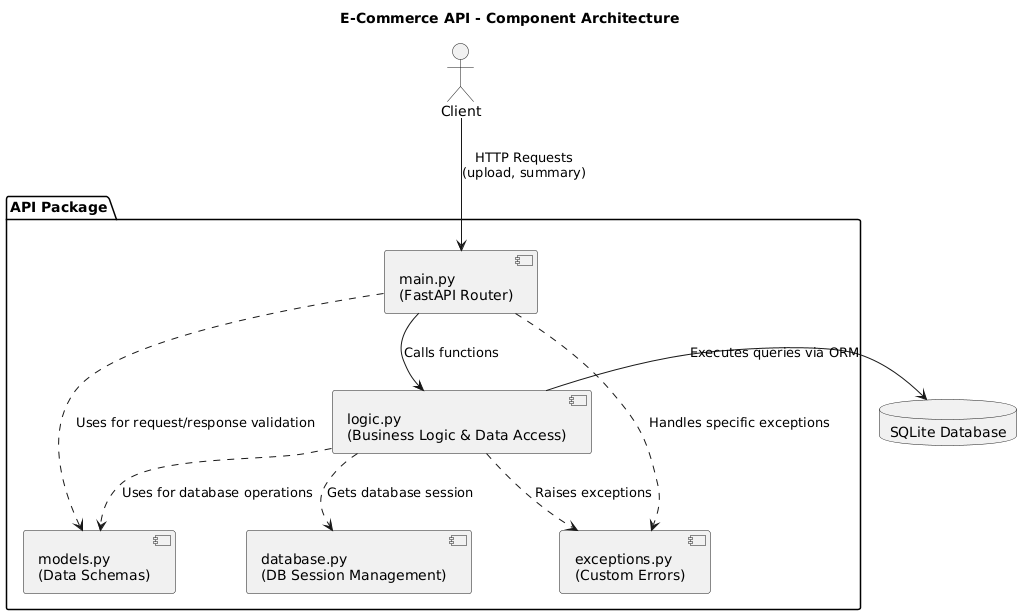 E-Commerce API - Component Architecture
Client
HTTP Requests
(upload, summary)
API Package
main.py
(FastAPI Router)
Calls functions
Executes queries via ORM
logic.py
(Business Logic & Data Access)
SQLite Database
Uses for request/response validation
Handles specific exceptions
Uses for database operations
Gets database session
Raises exceptions
models.py
(Data Schemas)
database.py
(DB Session Management)
exceptions.py
(Custom Errors)